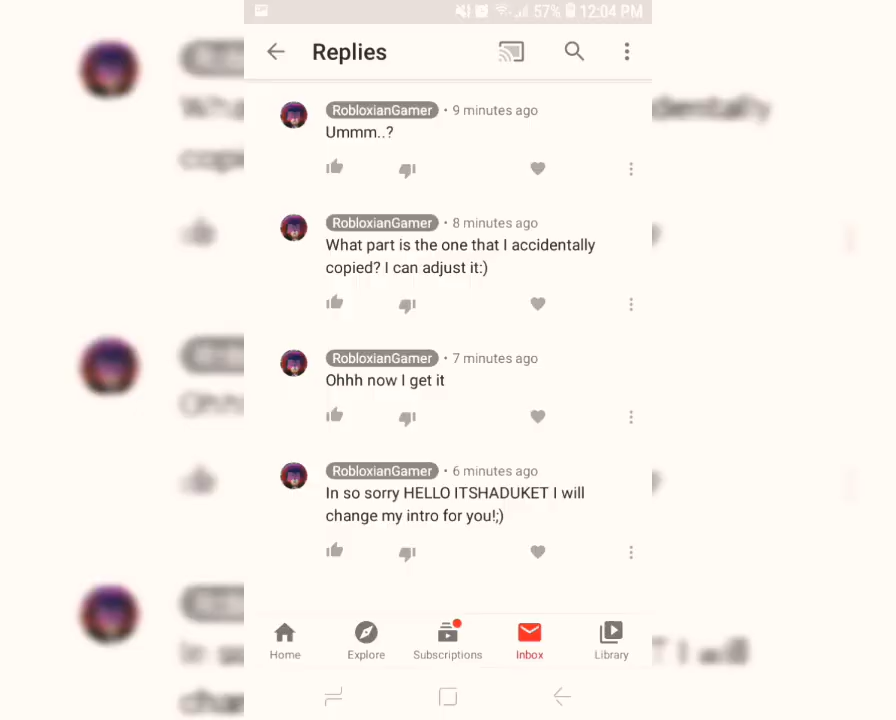 57% 12:04 PM
Replies
RobloxianGamer • 9 minutes ago
Ummm..?
RobloxianGamer • 8 minutes ago
What part is the one that I accidentally
copied? I can adjust it:)
RobloxianGamer • 7 minutes ago
Ohhh now I get it
RobloxianGamer • 6 minutes ago
In so sorry HELLO ITSHADUKET I will
change my intro for you!;)
Home Explore Subscriptions Inbox Library